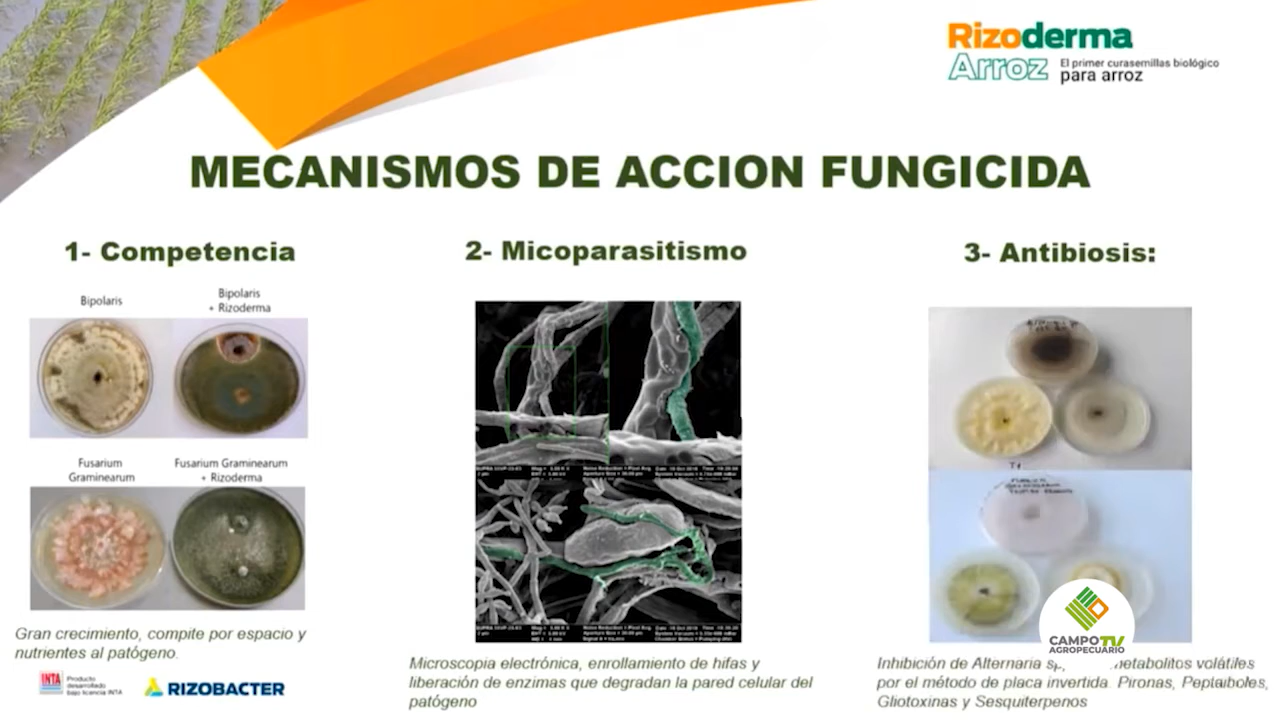 Rizoderma
Arroz
El primer curasemillas biológico
para arroz
MECANISMOS DE ACCION FUNGICIDA
1- Competencia
Bipolaris
Bipolaris
+ Rizoderma
Fusarium
Graminearum
Fusarium Graminearum
+ Rizoderma
Gran crecimiento, compite por espacio y
nutrientes al patógeno.
INTA
Producto
desarrollado
bajo licencia INTA
RIZOBACTER
2- Micoparasitismo
Microscopia electrónica, enrollamiento de hifas y
liberación de enzimas que degradan la pared celular del
patógeno
3- Antibiosis:
CAMPO TV
AGROPECUARIO
Inhibición de Alternaria sp, metabolitos volátiles
por el método de placa invertida. Pironas, Peptaiboles,
Gliotoxinas y Sesquiterpenos